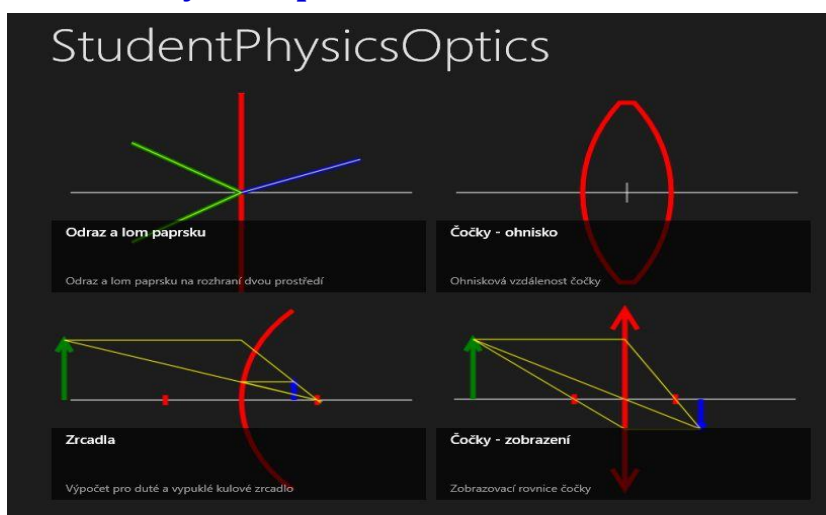 StudentPhysicsOptics
Odraz a lom paprsku
Odraz a lom paprsku na rozhraní dvou prostředí
Čočky - ohnisko
Ohnisková vzdálenost čočky
Zrcadla
Výpočet pro duté a vypuklé kulové zrcadlo
Čočky - zobrazení
Zobrazovací rovnice čočky